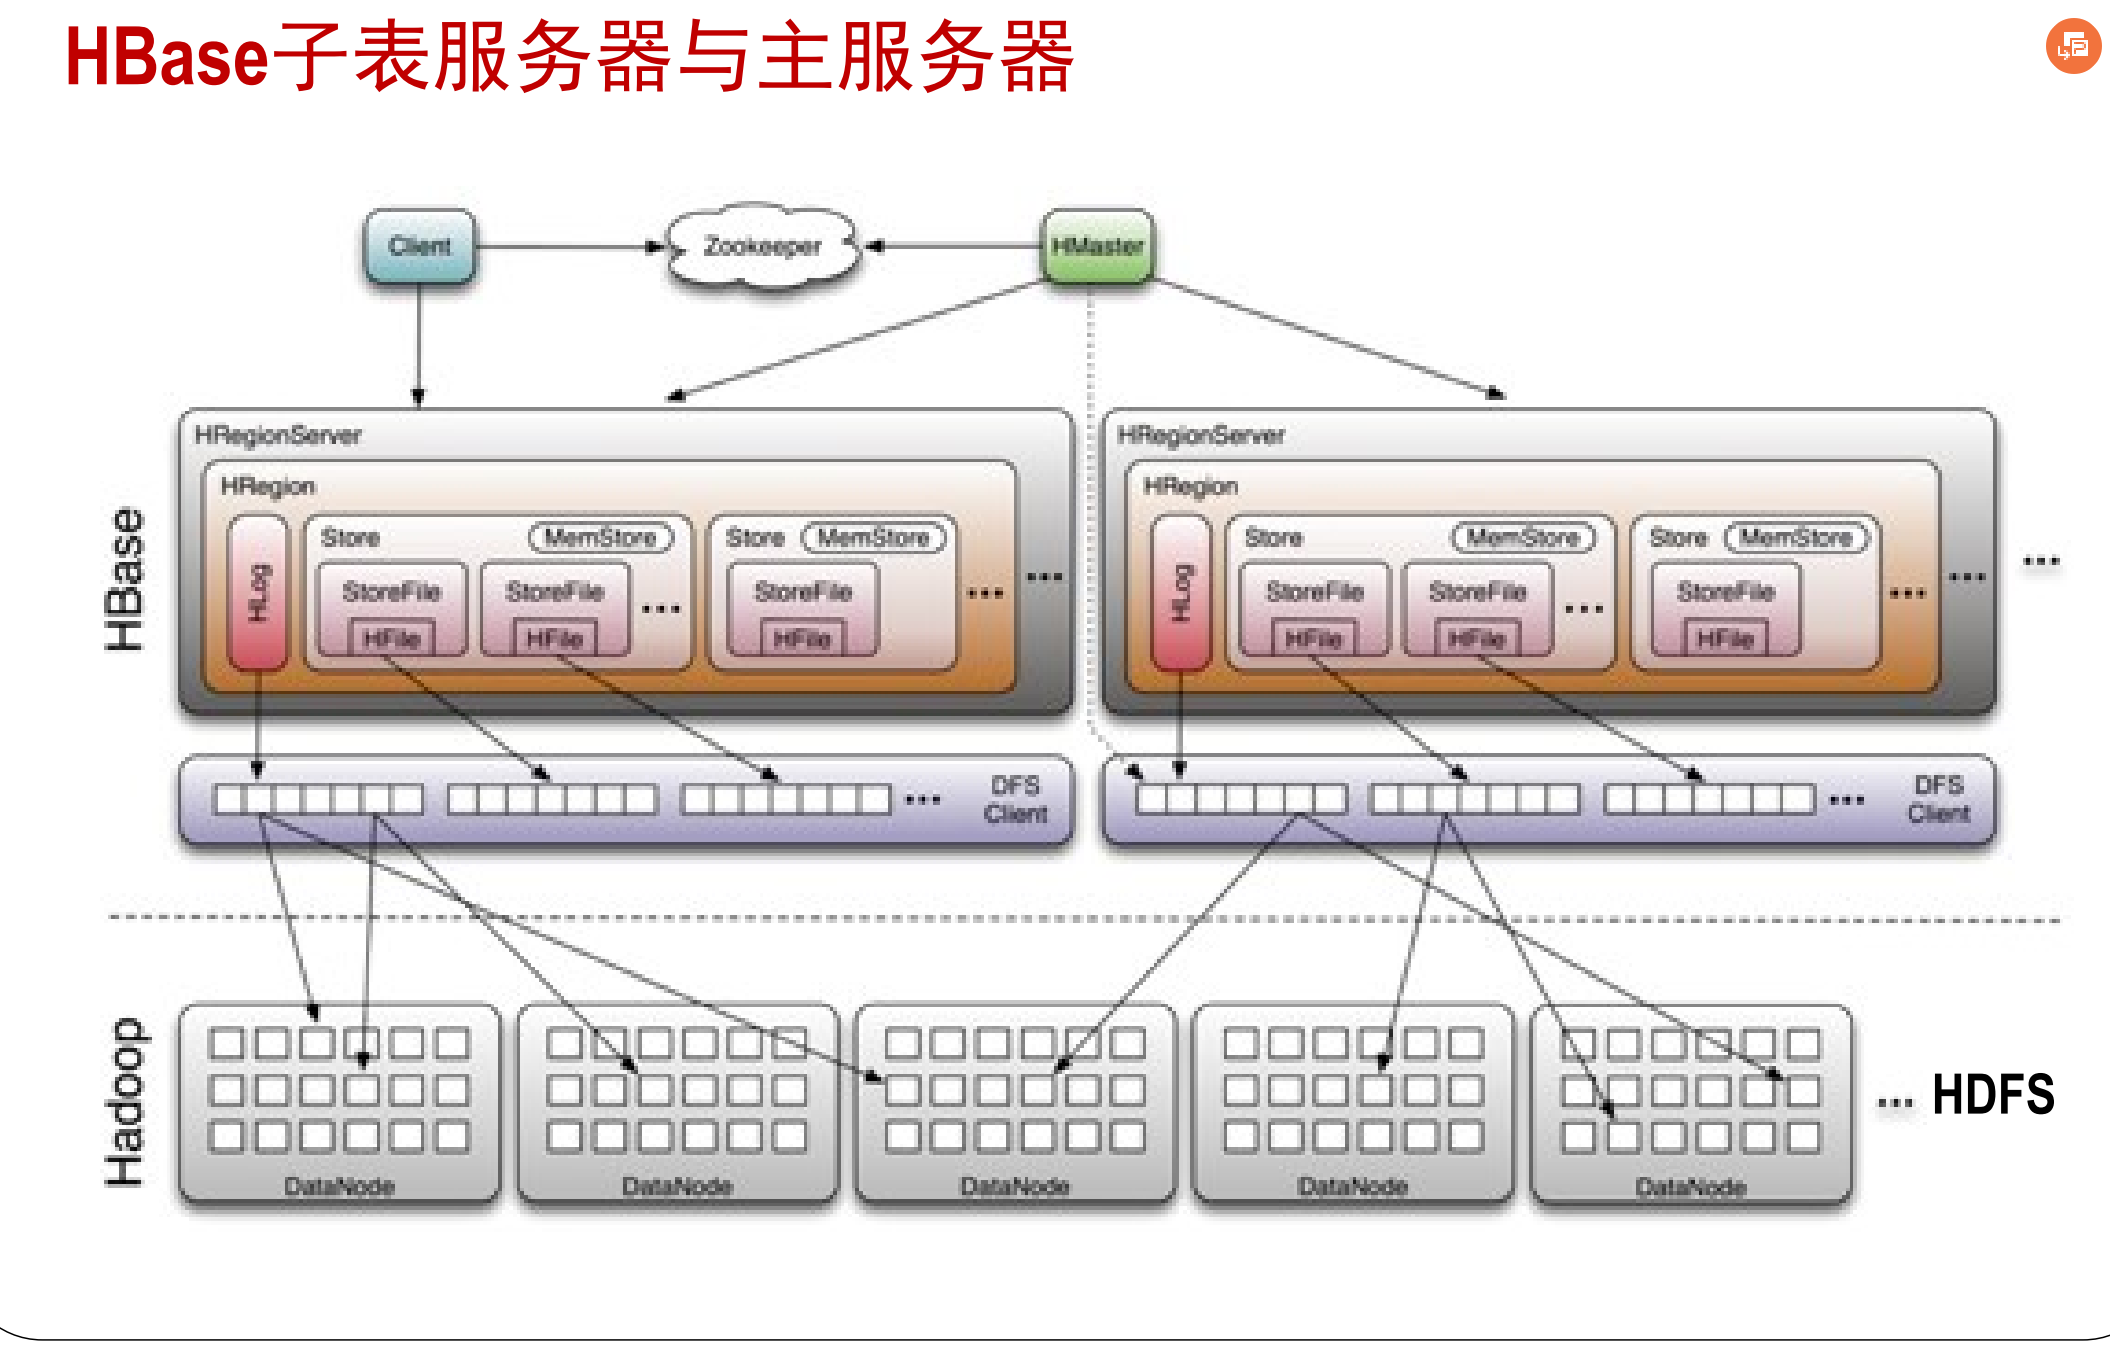 HBase子表服务器与主服务器
Client
Zookeeper
HMaster
HBase
HRegionServer
HRegion
HLog
Store
MemStore
StoreFile
HFile
StoreFile
HFile
...
Store
MemStore
StoreFile
HFile
...
...
HRegionServer
HRegion
HLog
Store
MemStore
StoreFile
HFile
StoreFile
HFile
...
Store
MemStore
StoreFile
HFile
...
...
...
...
DFS
Client
...
DFS
Client
Hadoop
DataNode
DataNode
DataNode
DataNode
DataNode
... HDFS